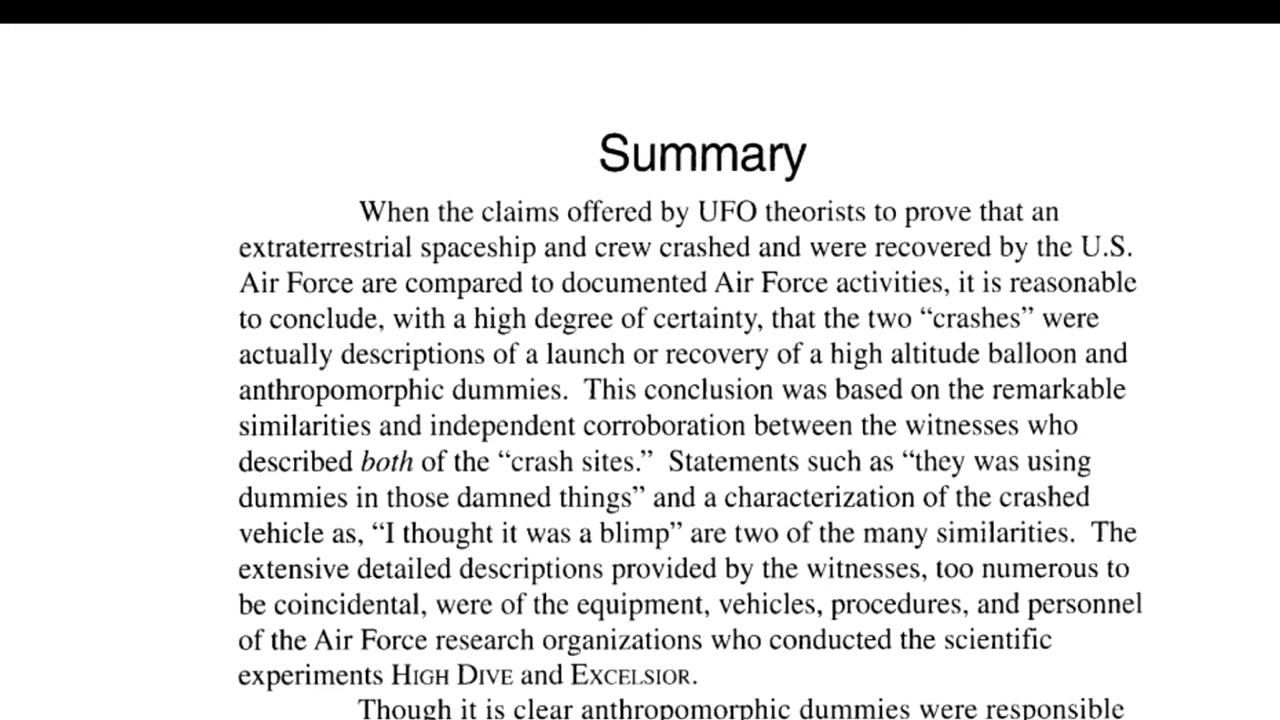 Summary
When the claims offered by UFO theorists to prove that an
extraterrestrial spaceship and crew crashed and were recovered by the U.S.
Air Force are compared to documented Air Force activities, it is reasonable
to conclude, with a high degree of certainty, that the two “crashes” were
actually descriptions of a launch or recovery of a high altitude balloon and
anthropomorphic dummies.  This conclusion was based on the remarkable
similarities and independent corroboration between the witnesses who
described both of the “crash sites.”  Statements such as “they was using
dummies in those damned things” and a characterization of the crashed
vehicle as, “I thought it was a blimp” are two of the many similarities.  The
extensive detailed descriptions provided by the witnesses, too numerous to
be coincidental, were of the equipment, vehicles, procedures, and personnel
of the Air Force research organizations who conducted the scientific
experiments HIGH DIVE and EXCELSIOR.
Though it is clear anthropomorphic dummies were responsible